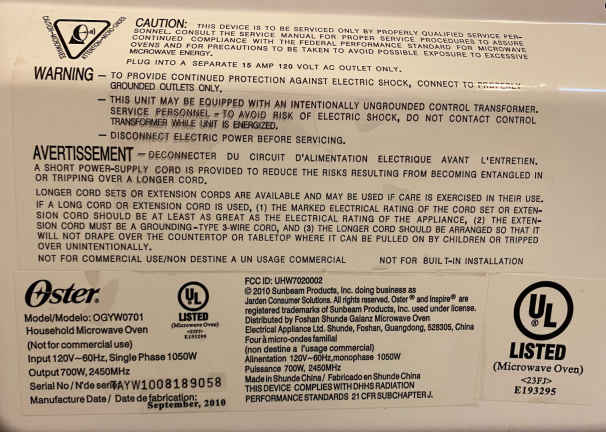 CAUTION: THIS DEVICE IS TO BE SERVICED ONLY BY PROPERLY QUALIFIED SERVICE PER-
SONNEL. CONSULT THE SERVICE MANUAL FOR PROPER SERVICE PROCEDURES TO ASSURE
CONTINUED COMPLIANCE WITH THE FEDERAL PERFORMANCE STANDARD FOR MICROWAVE
OVENS AND FOR PRECAUTIONS TO BE TAKEN TO AVOID POSSIBLE EXPOSURE TO EXCESSIVE
MICROWAVE ENERGY.
PLUG INTO A SEPARATE 15 AMP 120 VOLT AC OUTLET ONLY.
WARNING – TO PROVIDE CONTINUED PROTECTION AGAINST ELECTRIC SHOCK, CONNECT TO PROPERLY
GROUNDED OUTLETS ONLY.
– THIS UNIT MAY BE EQUIPPED WITH AN INTENTIONALLY UNGROUNDED CONTROL TRANSFORMER.
SERVICE PERSONNEL – TO AVOID RISK OF ELECTRIC SHOCK, DO NOT CONTACT CONTROL
TRANSFORMER WHILE UNIT IS ENERGIZED.
– DISCONNECT ELECTRIC POWER BEFORE SERVICING.
AVERTISSEMENT – DECONNECTER DU CIRCUIT D'ALIMENTATION ELECTRIQUE AVANT L'ENTRETIEN.
A SHORT POWER-SUPPLY CORD IS PROVIDED TO REDUCE THE RISKS RESULTING FROM BECOMING ENTANGLED IN
OR TRIPPING OVER A LONGER CORD.
LONGER CORD SETS OR EXTENSION CORDS ARE AVAILABLE AND MAY BE USED IF CARE IS EXERCISED IN THEIR USE.
IF A LONG CORD OR EXTENSION CORD IS USED, (1) THE MARKED ELECTRICAL RATING OF THE CORD SET OR EXTEN-
SION CORD SHOULD BE AT LEAST AS GREAT AS THE ELECTRICAL RATING OF THE APPLIANCE, (2) THE EXTEN-
SION CORD MUST BE A GROUNDING-TYPE 3-WIRE CORD, AND (3) THE LONGER CORD SHOULD BE ARRANGED SO THAT IT
WILL NOT DRAPE OVER THE COUNTERTOP OR TABLETOP WHERE IT CAN BE PULLED ON BY CHILDREN OR TRIPPED
OVER UNINTENTIONALLY.
NOT FOR COMMERCIAL USE/NON DESTINE A UN USAGE COMMERCIAL NOT FOR BUILT-IN INSTALLATION
Oster®
UL
LISTED
(Microwave Oven)
<23FJ>
E193295
Model/Modelo: OGYW0701
Household Microwave Oven
(Not for commercial use)
Input 120V~60Hz, Single Phase 1050W
Output 700W, 2450MHz
Serial No / N'de serie: TAYW1008189058
Manufacture Date / Date de fabrication:
September, 2010
FCC ID: UHW7020002
© 2010 Sunbeam Products, Inc. doing business as
Jarden Consumer Solutions. All rights reserved. Oster ® and Inspire® are
registered trademarks of Sunbeam Products, Inc. used under license.
Distributed by Foshan Shunde Galanz Microwave Oven
Electrical Appliance Ltd. Shunde, Foshan, Guangdong, 528305, China
Four à micro-ondes familial
(non destine a l'usage commercial)
Alimentation 120V~60Hz,monophase 1050W
Puissance 700W, 2450MHz
Made in Shunde China / Fabricado en Shunde China
THIS DEVICE COMPLIES WITH DHHS RADIATION
PERFORMANCE STANDARDS 21 CFR SUBCHAPTER J.
UL
LISTED
(Microwave Oven)
<23FJ>
E193295